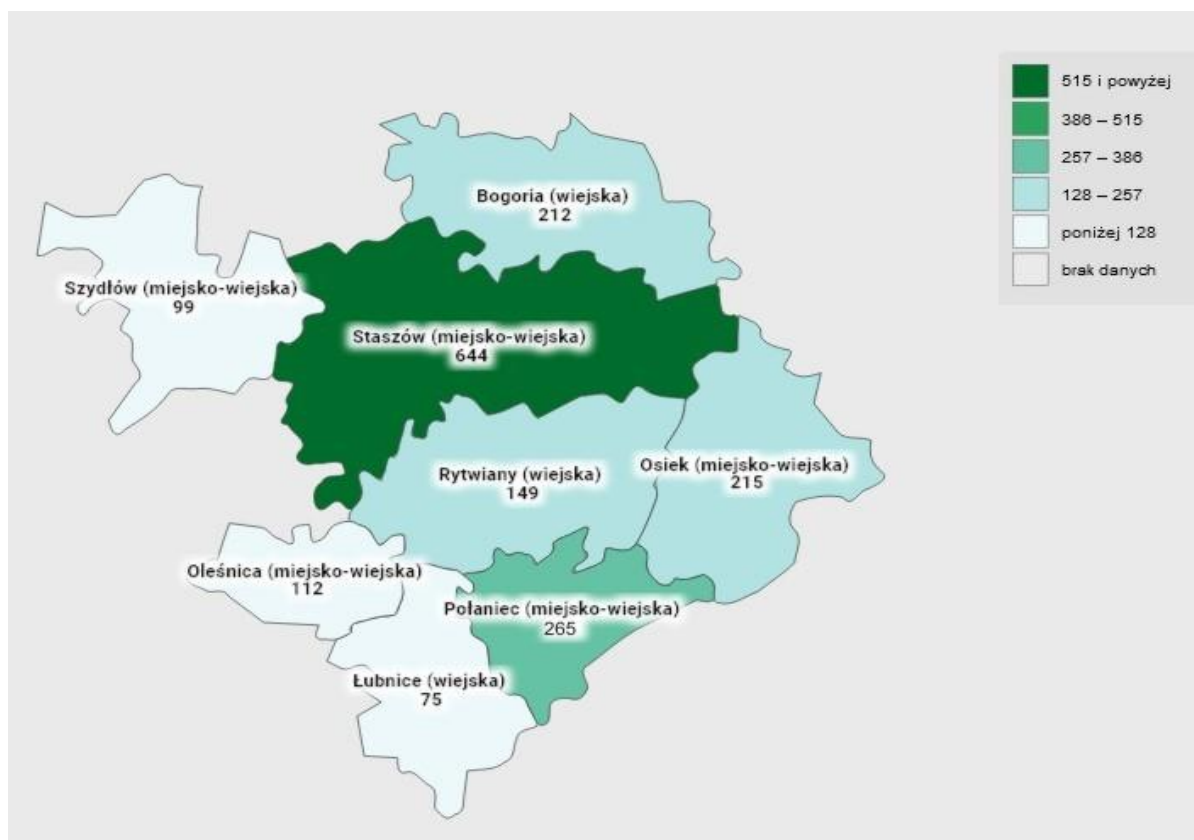 515 i powyżej
386 – 515
257 – 386
128 – 257
poniżej 128
brak danych
Bogoria (wiejska)
212
Szydłów (miejsko-wiejska)
99
Staszów (miejsko-wiejska)
644
Rytwiany (wiejska)
149
Osiek (miejsko-wiejska)
215
Oleśnica (miejsko-wiejska)
112
Połaniec (miejsko-wiejska)
265
Łubnice (wiejska)
75